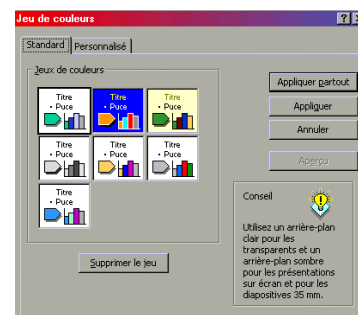 Jeu de couleurs
Standard
Personnalisé
Jeux de couleurs
Titre
• Puce
Titre
• Puce
Titre
• Puce
Titre
• Puce
Titre
• Puce
Titre
• Puce
Titre
• Puce
Supprimer le jeu
Appliquer partout
Appliquer
Annuler
Aperçu
Conseil
Utilisez un arrière-plan
clair pour les
transparents et un
arrière-plan sombre
pour les présentations
sur écran et pour les
diapositives 35 mm.